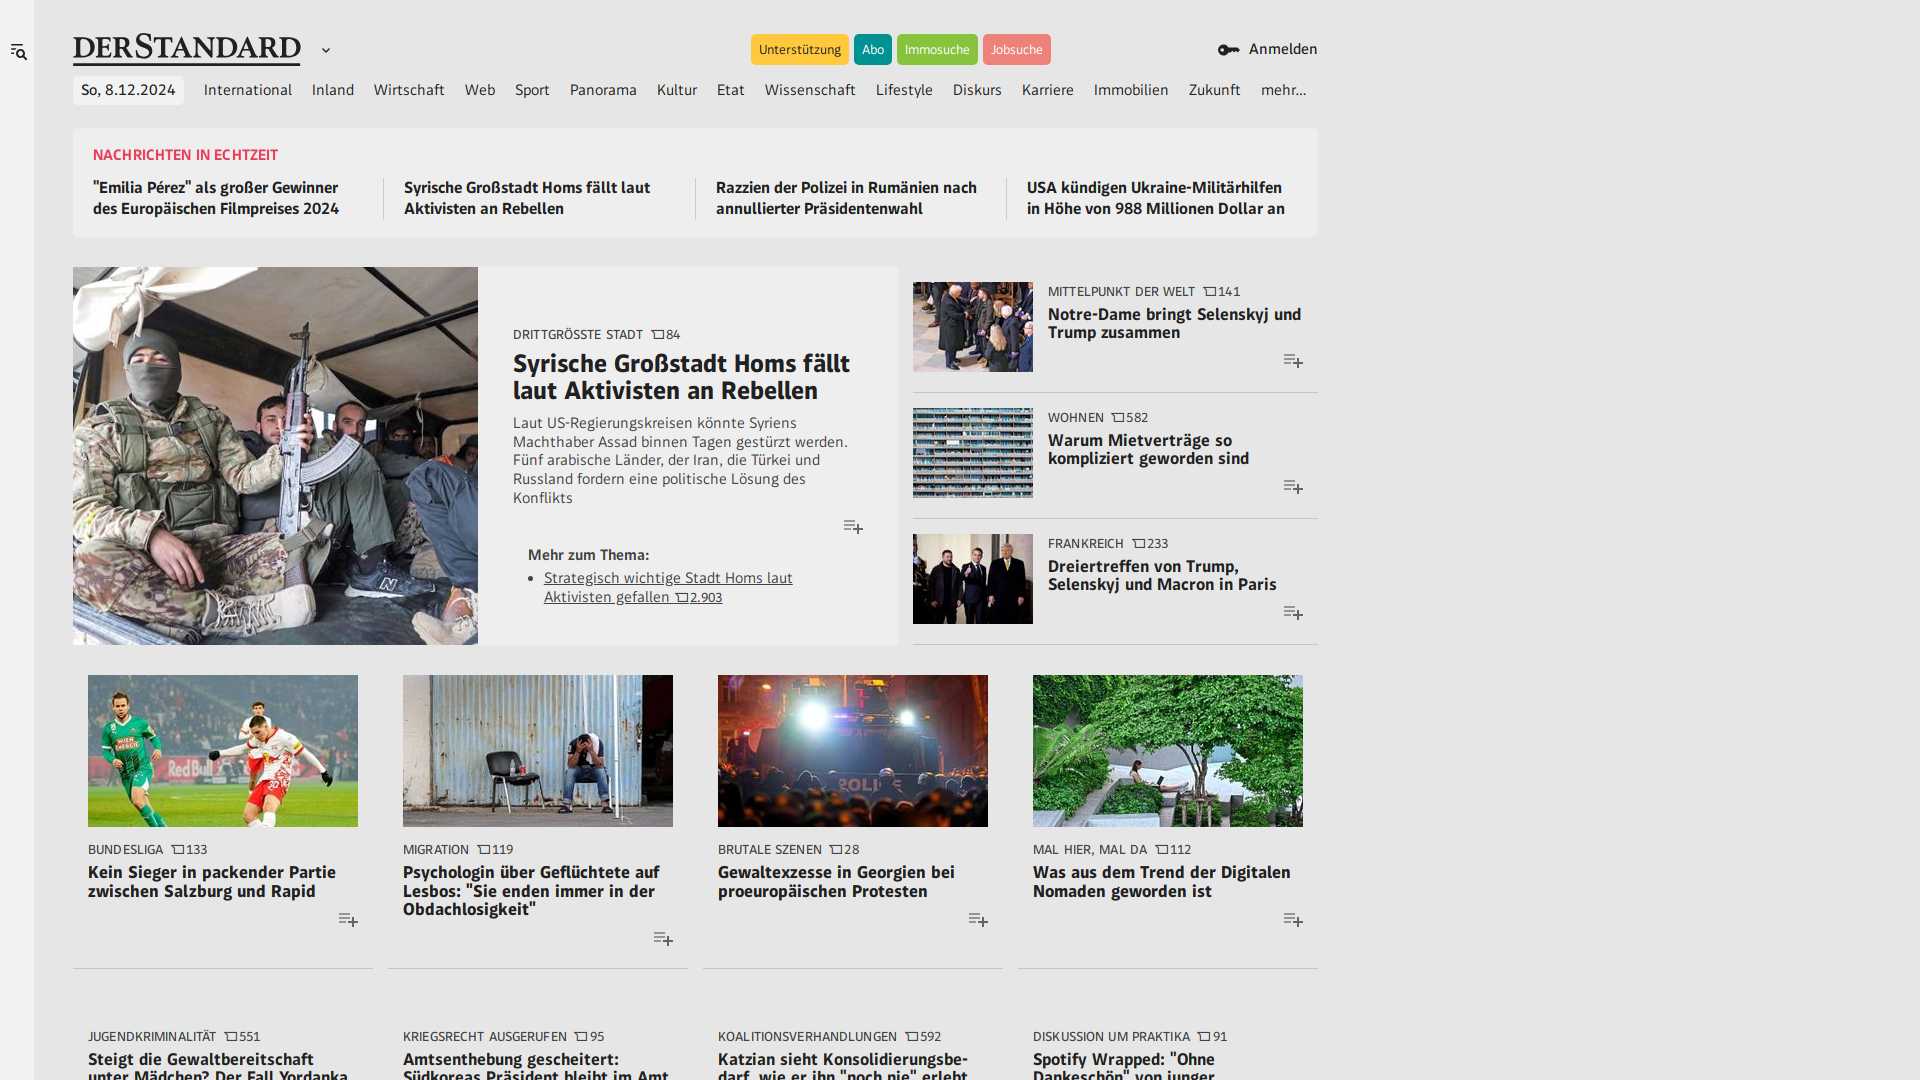 DERSTANDARD
Unterstützung
Abo
Immosuche
Jobsuche
Anmelden
So, 8.12.2024
International
Inland
Wirtschaft
Web
Sport
Panorama
Kultur
Etat
Wissenschaft
Lifestyle
Diskurs
Karriere
Immobilien
Zukunft
mehr...
NACHRICHTEN IN ECHTZEIT
"Emilia Pérez" als großer Gewinner
des Europäischen Filmpreises 2024
Syrische Großstadt Homs fällt laut
Aktivisten an Rebellen
Razzien der Polizei in Rumänien nach
annullierter Präsidentenwahl
USA kündigen Ukraine-Militärhilfen
in Höhe von 988 Millionen Dollar an
DRITTGRÖSSTE STADT 84
Syrische Großstadt Homs fällt
laut Aktivisten an Rebellen
Laut US-Regierungskreisen könnte Syriens
Machthaber Assad binnen Tagen gestürzt werden.
Fünf arabische Länder, der Iran, die Türkei und
Russland fordern eine politische Lösung des
Konflikts
Mehr zum Thema:
Strategisch wichtige Stadt Homs laut
Aktivisten gefallen 2.903
MITTELPUNKT DER WELT 141
Notre-Dame bringt Selenskyj und
Trump zusammen
WOHNEN 582
Warum Mietverträge so
kompliziert geworden sind
FRANKREICH 233
Dreiertreffen von Trump,
Selenskyj und Macron in Paris
BUNDESLIGA 133
Kein Sieger in packender Partie
zwischen Salzburg und Rapid
MIGRATION 119
Psychologin über Geflüchtete auf
Lesbos: "Sie enden immer in der
Obdachlosigkeit"
BRUTALE SZENEN 28
Gewaltexzesse in Georgien bei
proeuropäischen Protesten
MAL HIER, MAL DA 112
Was aus dem Trend der Digitalen
Nomaden geworden ist
JUGENDKRIMINALITÄT 551
Steigt die Gewaltbereitschaft
unter Mädchen? Der Fall Yordanka
KRIEGSRECHT AUSGERUFEN 95
Amtsenthebung gescheitert:
Südkoreas Präsident bleibt im Amt
KOALITIONSVERHANDLUNGEN 592
Katzian sieht Konsolidierungsbe-
darf, wie er ihn "noch nie" erlebt
DISKUSSION UM PRAKTIKA 91
Spotify Wrapped: "Ohne
Dankeschön" von junger